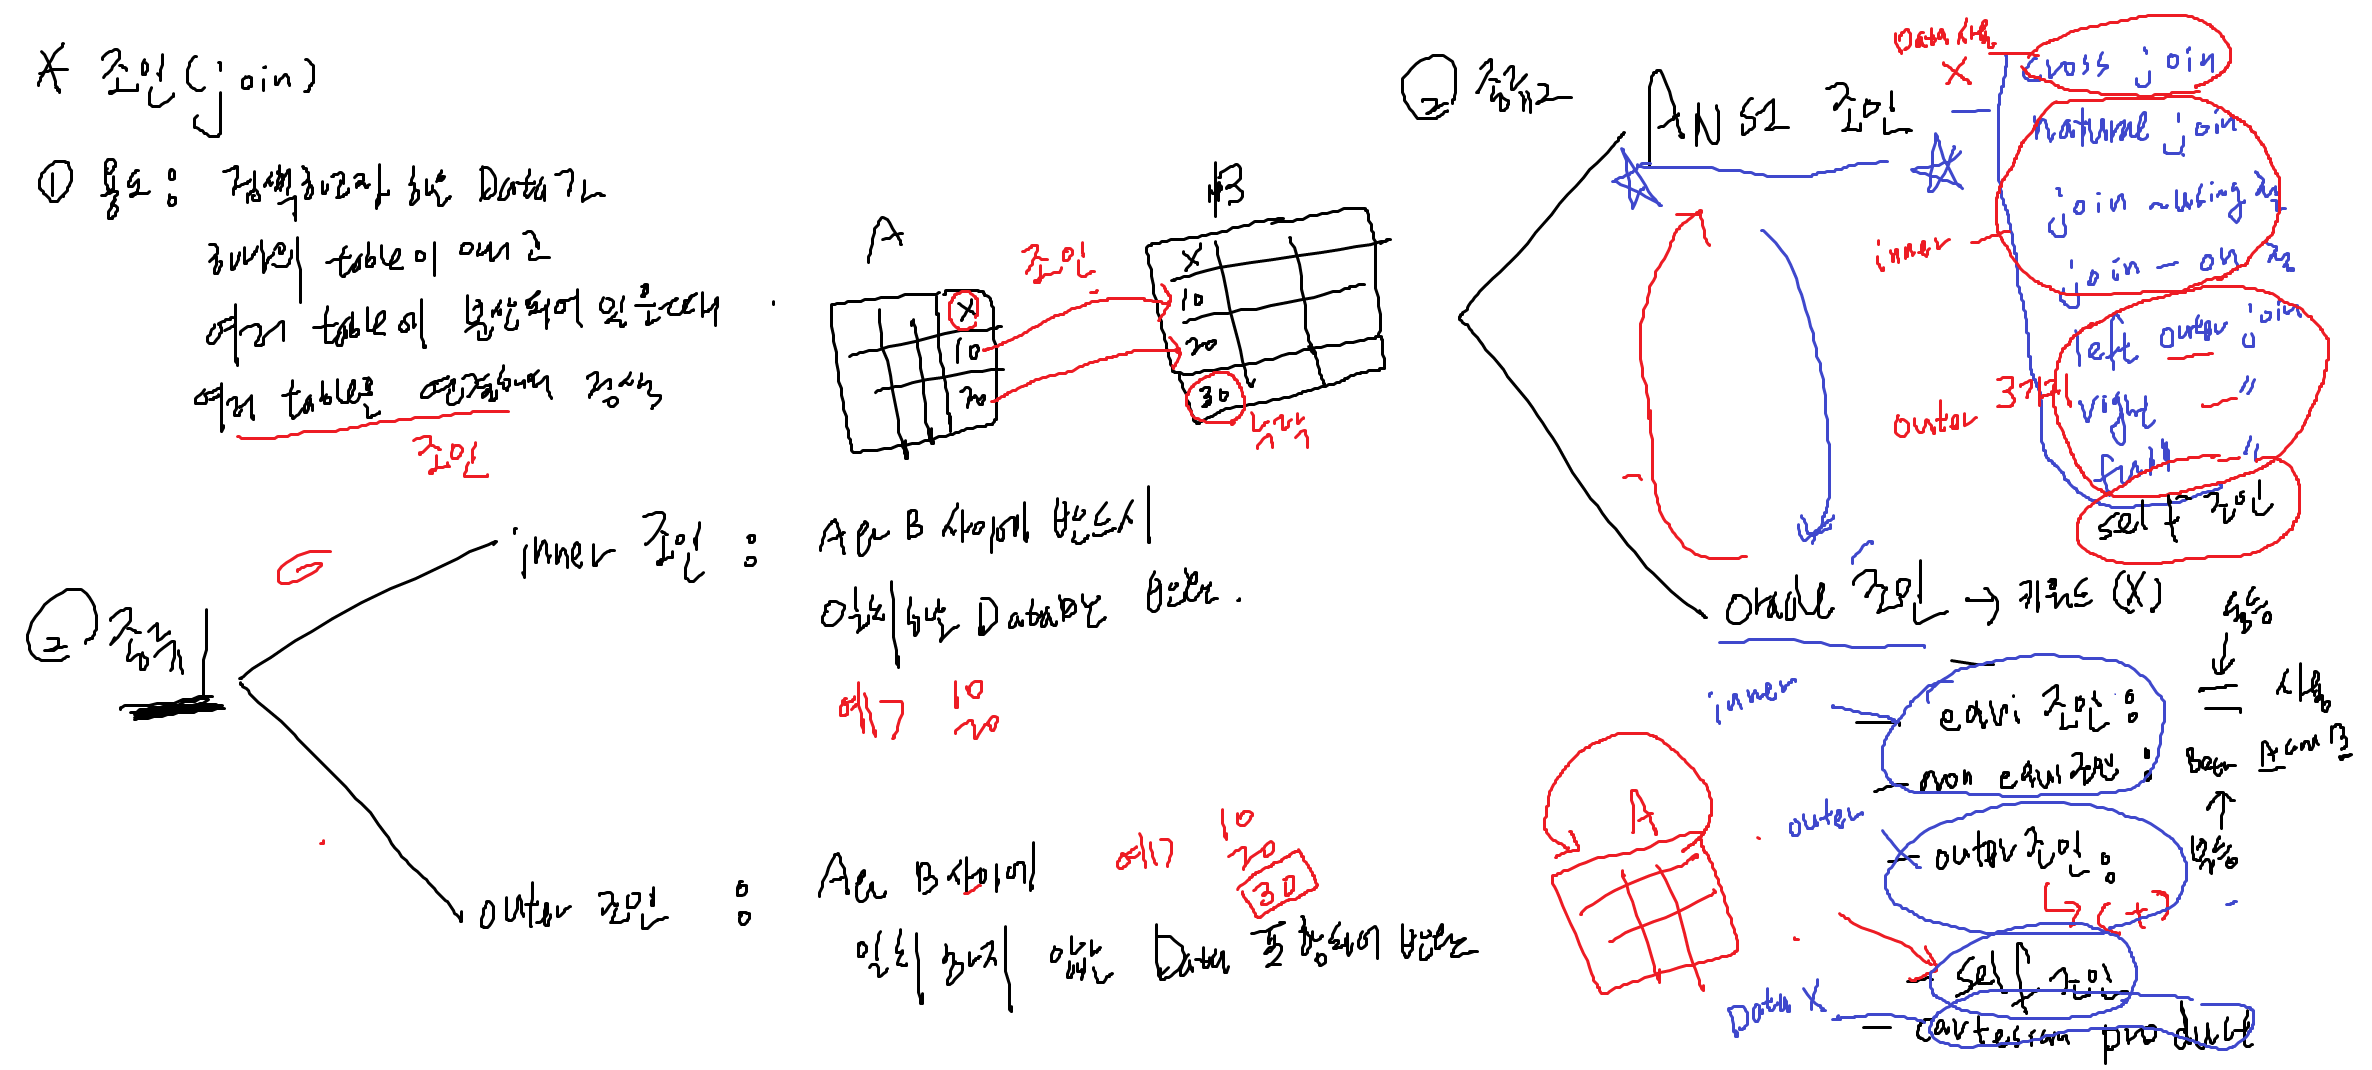 * 조인(join)
① 용도 : 검색하고자 하는 Data가
하나의 table이 아니고
여러 table에 분산되어 있을때
여러 table을 연결해서 검색
조인
A
X
10
20
조인
B
X
10
20
30
누락
② 종류1
inner 조인 : A와 B 사이에 반드시
일치하는 Data만 반환.
예> 10
20
outer 조인 : A와 B 사이에
일치하지 않는 Data 포함되어 반환
예> 10
20
30
② 종류2
ANSI 조인
Data 사용
X
cross join
inner
natural join
join ~ using 절
join - on 절
outer 3가지
left outer join
right — "
full — "
self 조인
Oracle 조인 → 키워드 (X)
inner
equi 조인 : = 사용
동등
non equi 조인 : A and B
부등
outer
outer 조인 :
(+)
A
self 조인
Data X
cartesian product